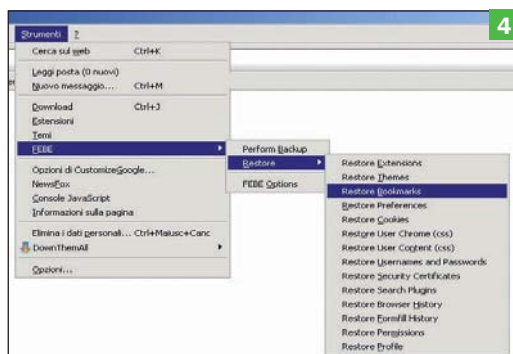 4
Strumenti ?
Cerca sul web Ctrl+K
Leggi posta (0 nuovi)
Nuovo messaggio... Ctrl+M
Download Ctrl+J
Estensioni
Temi
FEBE
Opzioni di CustomizeGoogle...
NewsFox
Console JavaScript
Informazioni sulla pagina
Elimina i dati personali... Ctrl+Maiusc+Canc
DownThemAll
Opzioni...
Perform Backup
Restore
FEBE Options
Restore Extensions
Restore Themes
Restore Bookmarks
Restore Preferences
Restore Cookies
Restore User Chrome (css)
Restore User Content (css)
Restore Usernames and Passwords
Restore Security Certificates
Restore Search Plugins
Restore Browser History
Restore Formfill History
Restore Permissions
Restore Profile